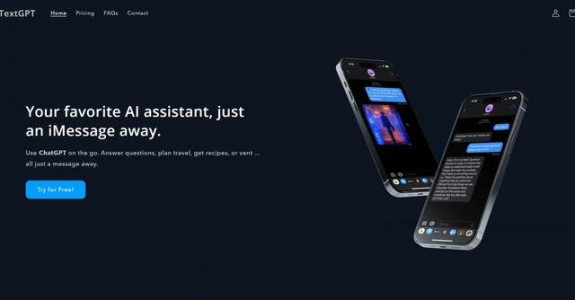 TextGPT
Home Pricing FAQs Contact
Your favorite AI assistant, just
an iMessage away.
Use ChatGPT on the go. Answer questions, plan travel, get recipes, or vent ...
all just a message away.
Try for Free!